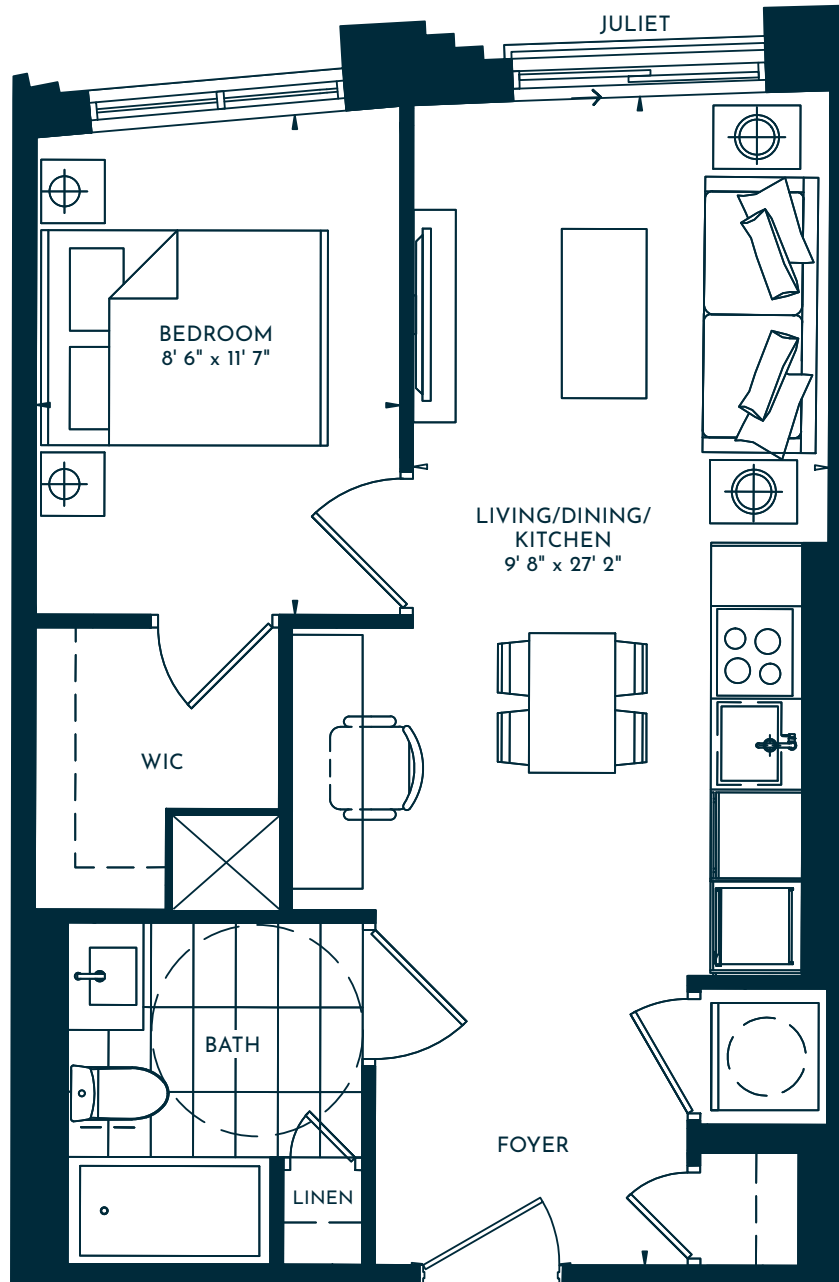 JULIET
BEDROOM
8' 6" x 11' 7"
LIVING/DINING/
KITCHEN
9' 8" x 27' 2"
WIC
BATH
FOYER
LINEN